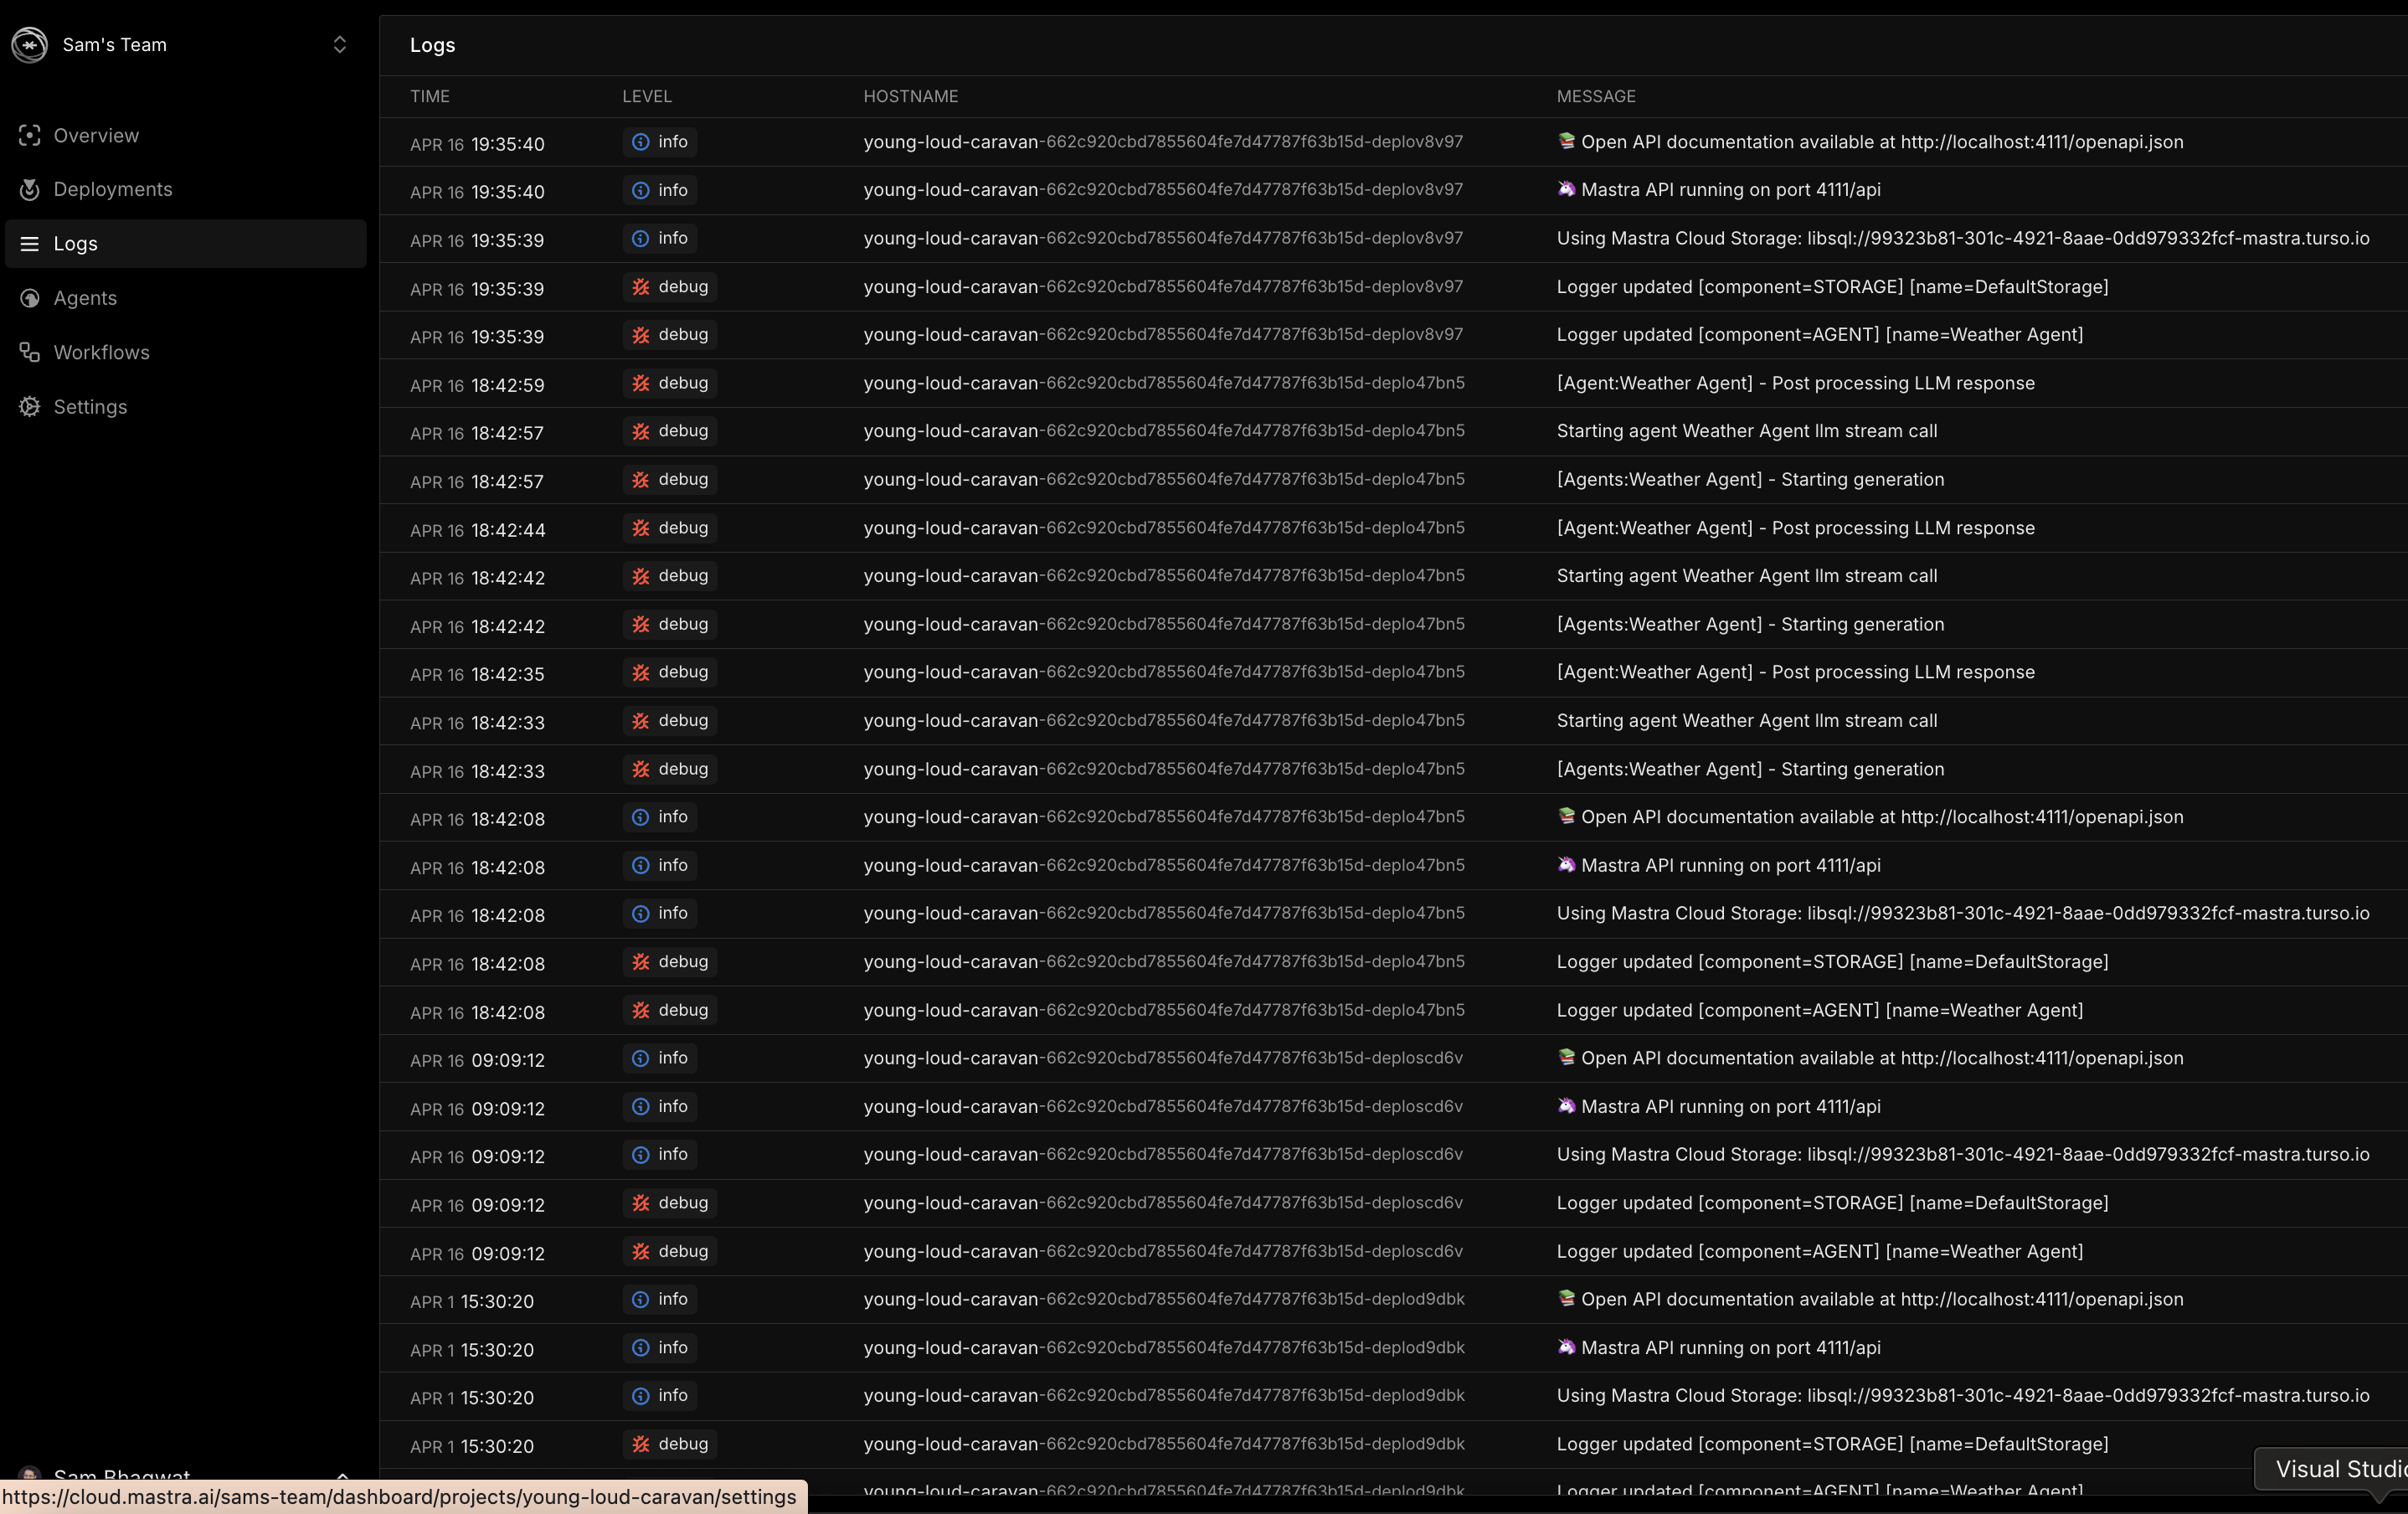 Sam's Team
Overview
Deployments
Logs
Agents
Workflows
Settings
Logs
TIME LEVEL HOSTNAME MESSAGE
APR 16 19:35:40 info young-loud-caravan-662c920cbd7855604fe7d47787f63b15d-deplov8v97 📚 Open API documentation available at http://localhost:4111/openapi.json
APR 16 19:35:40 info young-loud-caravan-662c920cbd7855604fe7d47787f63b15d-deplov8v97 🦄 Mastra API running on port 4111/api
APR 16 19:35:39 info young-loud-caravan-662c920cbd7855604fe7d47787f63b15d-deplov8v97 Using Mastra Cloud Storage: libsql://99323b81-301c-4921-8aae-0dd979332fcf-mastra.turso.io
APR 16 19:35:39 debug young-loud-caravan-662c920cbd7855604fe7d47787f63b15d-deplov8v97 Logger updated [component=STORAGE] [name=DefaultStorage]
APR 16 19:35:39 debug young-loud-caravan-662c920cbd7855604fe7d47787f63b15d-deplov8v97 Logger updated [component=AGENT] [name=Weather Agent]
APR 16 18:42:59 debug young-loud-caravan-662c920cbd7855604fe7d47787f63b15d-deplo47bn5 [Agent:Weather Agent] - Post processing LLM response
APR 16 18:42:57 debug young-loud-caravan-662c920cbd7855604fe7d47787f63b15d-deplo47bn5 Starting agent Weather Agent llm stream call
APR 16 18:42:57 debug young-loud-caravan-662c920cbd7855604fe7d47787f63b15d-deplo47bn5 [Agents:Weather Agent] - Starting generation
APR 16 18:42:44 debug young-loud-caravan-662c920cbd7855604fe7d47787f63b15d-deplo47bn5 [Agent:Weather Agent] - Post processing LLM response
APR 16 18:42:42 debug young-loud-caravan-662c920cbd7855604fe7d47787f63b15d-deplo47bn5 Starting agent Weather Agent llm stream call
APR 16 18:42:42 debug young-loud-caravan-662c920cbd7855604fe7d47787f63b15d-deplo47bn5 [Agents:Weather Agent] - Starting generation
APR 16 18:42:35 debug young-loud-caravan-662c920cbd7855604fe7d47787f63b15d-deplo47bn5 [Agent:Weather Agent] - Post processing LLM response
APR 16 18:42:33 debug young-loud-caravan-662c920cbd7855604fe7d47787f63b15d-deplo47bn5 Starting agent Weather Agent llm stream call
APR 16 18:42:33 debug young-loud-caravan-662c920cbd7855604fe7d47787f63b15d-deplo47bn5 [Agents:Weather Agent] - Starting generation
APR 16 18:42:08 info young-loud-caravan-662c920cbd7855604fe7d47787f63b15d-deplo47bn5 📚 Open API documentation available at http://localhost:4111/openapi.json
APR 16 18:42:08 info young-loud-caravan-662c920cbd7855604fe7d47787f63b15d-deplo47bn5 🦄 Mastra API running on port 4111/api
APR 16 18:42:08 info young-loud-caravan-662c920cbd7855604fe7d47787f63b15d-deplo47bn5 Using Mastra Cloud Storage: libsql://99323b81-301c-4921-8aae-0dd979332fcf-mastra.turso.io
APR 16 18:42:08 debug young-loud-caravan-662c920cbd7855604fe7d47787f63b15d-deplo47bn5 Logger updated [component=STORAGE] [name=DefaultStorage]
APR 16 18:42:08 debug young-loud-caravan-662c920cbd7855604fe7d47787f63b15d-deplo47bn5 Logger updated [component=AGENT] [name=Weather Agent]
APR 16 09:09:12 info young-loud-caravan-662c920cbd7855604fe7d47787f63b15d-deploscd6v 📚 Open API documentation available at http://localhost:4111/openapi.json
APR 16 09:09:12 info young-loud-caravan-662c920cbd7855604fe7d47787f63b15d-deploscd6v 🦄 Mastra API running on port 4111/api
APR 16 09:09:12 info young-loud-caravan-662c920cbd7855604fe7d47787f63b15d-deploscd6v Using Mastra Cloud Storage: libsql://99323b81-301c-4921-8aae-0dd979332fcf-mastra.turso.io
APR 16 09:09:12 debug young-loud-caravan-662c920cbd7855604fe7d47787f63b15d-deploscd6v Logger updated [component=STORAGE] [name=DefaultStorage]
APR 16 09:09:12 debug young-loud-caravan-662c920cbd7855604fe7d47787f63b15d-deploscd6v Logger updated [component=AGENT] [name=Weather Agent]
APR 1 15:30:20 info young-loud-caravan-662c920cbd7855604fe7d47787f63b15d-deplod9dbk 📚 Open API documentation available at http://localhost:4111/openapi.json
APR 1 15:30:20 info young-loud-caravan-662c920cbd7855604fe7d47787f63b15d-deplod9dbk 🦄 Mastra API running on port 4111/api
APR 1 15:30:20 info young-loud-caravan-662c920cbd7855604fe7d47787f63b15d-deplod9dbk Using Mastra Cloud Storage: libsql://99323b81-301c-4921-8aae-0dd979332fcf-mastra.turso.io
APR 1 15:30:20 debug young-loud-caravan-662c920cbd7855604fe7d47787f63b15d-deplod9dbk Logger updated [component=STORAGE] [name=DefaultStorage]
young-loud-caravan-662c920cbd7855604fe7d47787f63b15d-deplod9dbk Logger updated [component=AGENT] [name=Weather Agent]
Sam Bhagwat
https://cloud.mastra.ai/sams-team/dashboard/projects/young-loud-caravan/settings
Visual